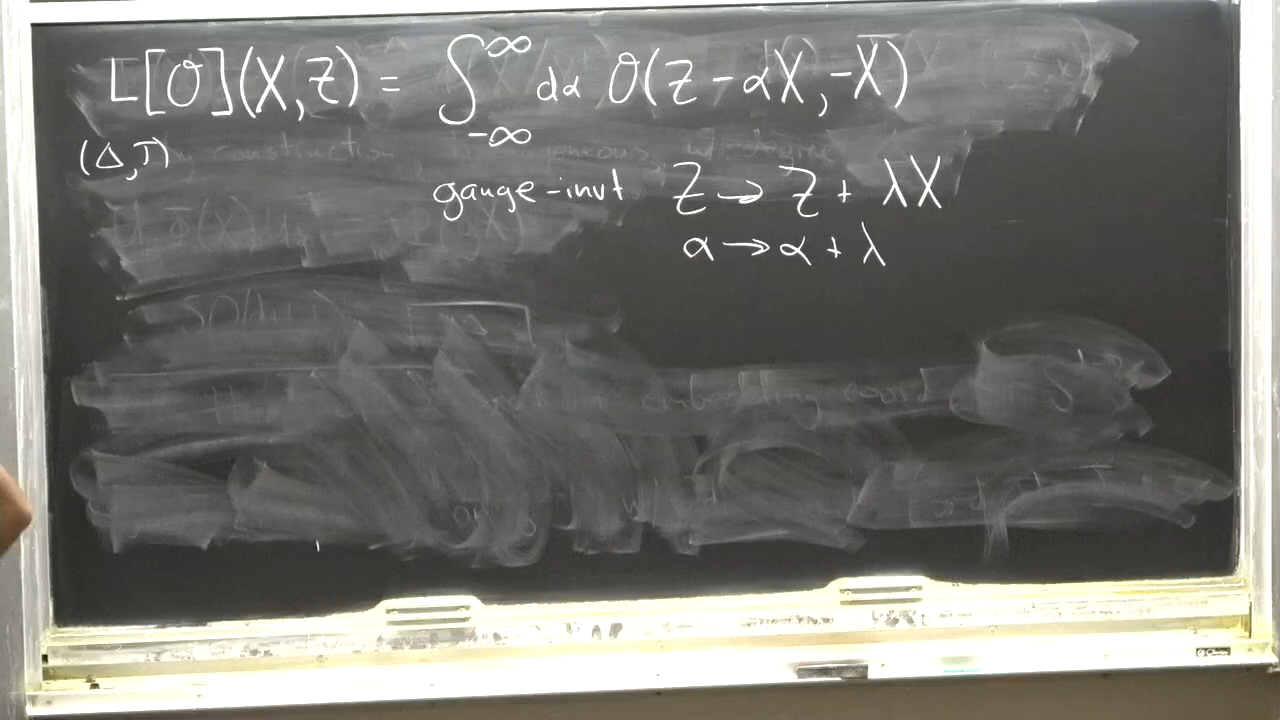 L[O](X,Z) = ∫_{-∞}^{∞} dα O(Z - αX, -X)
(Δ,J)
gauge-invt Z → Z + λX
α → α + λ